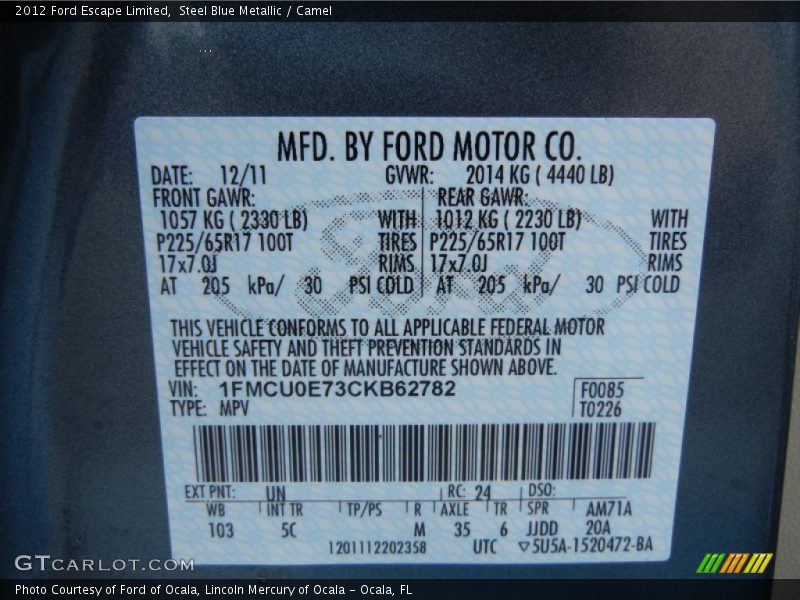 2012 Ford Escape Limited, Steel Blue Metallic / Camel
MFD. BY FORD MOTOR CO.
DATE: 12/11 GVWR: 2014 KG ( 4440 LB)
FRONT GAWR: REAR GAWR:
1057 KG ( 2330 LB) WITH 1012 KG ( 2230 LB) WITH
P225/65R17 100T TIRES P225/65R17 100T TIRES
17x7.0J RIMS 17x7.0J RIMS
AT 205 kPa/ 30 PSI COLD AT 205 kPa/ 30 PSI COLD
THIS VEHICLE CONFORMS TO ALL APPLICABLE FEDERAL MOTOR
VEHICLE SAFETY AND THEFT PREVENTION STANDARDS IN
EFFECT ON THE DATE OF MANUFACTURE SHOWN ABOVE.
VIN: 1FMCU0E73CKB62782 F0085
TYPE: MPV T0226
EXT PNT: UN RC: 24 DSO:
WB INT TR TP/PS R AXLE TR SPR AM71A
103 5C M 35 6 JJDD 20A
1201112202358 UTC ▽5U5A-1520472-BA
GTCARLOT.COM
Photo Courtesy of Ford of Ocala, Lincoln Mercury of Ocala - Ocala, FL